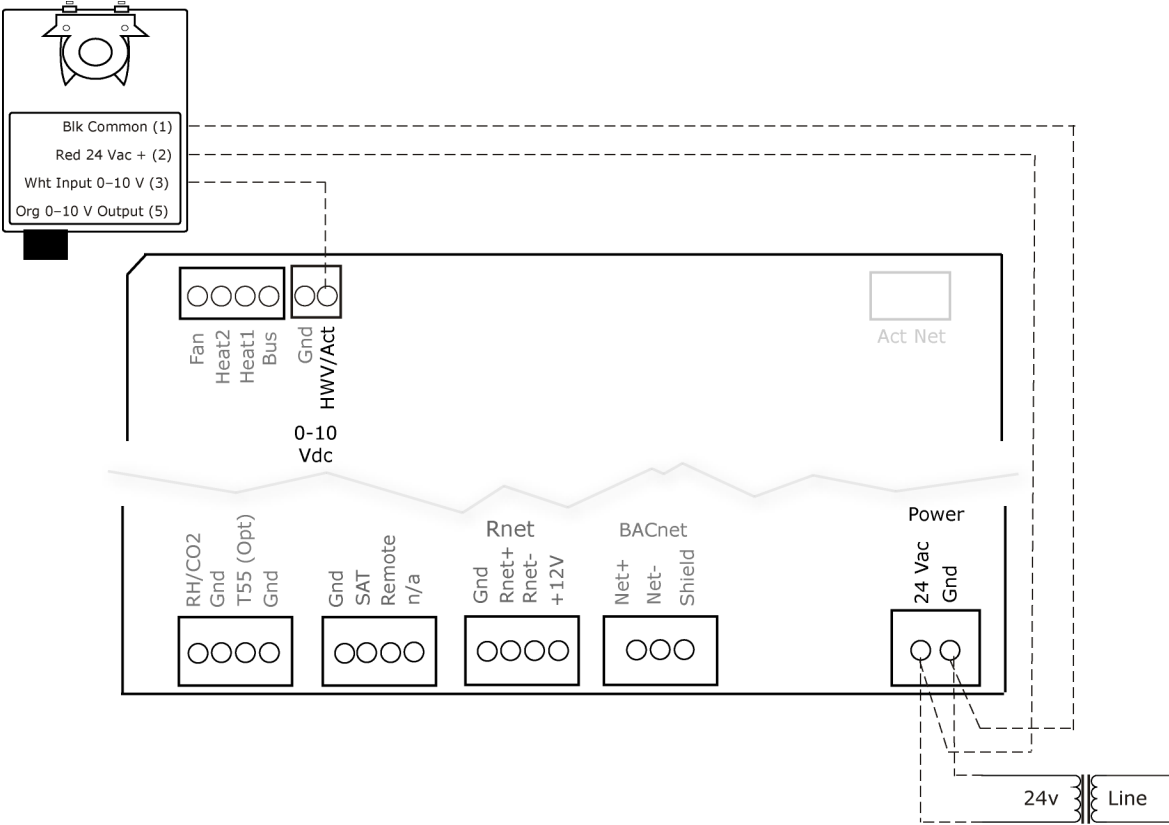 Blk Common (1)
Red 24 Vac + (2)
Wht Input 0–10 V (3)
Org 0–10 V Output (5)
Fan
Heat2
Heat1
Bus
Gnd
HWV/Act
0-10
Vdc
Act Net
RH/CO2
Gnd
T55 (Opt)
Gnd
Gnd
SAT
Remote
n/a
Rnet
Gnd
Rnet+
Rnet-
+12V
BACnet
Net+
Net-
Shield
Power
24 Vac
Gnd
24v
Line